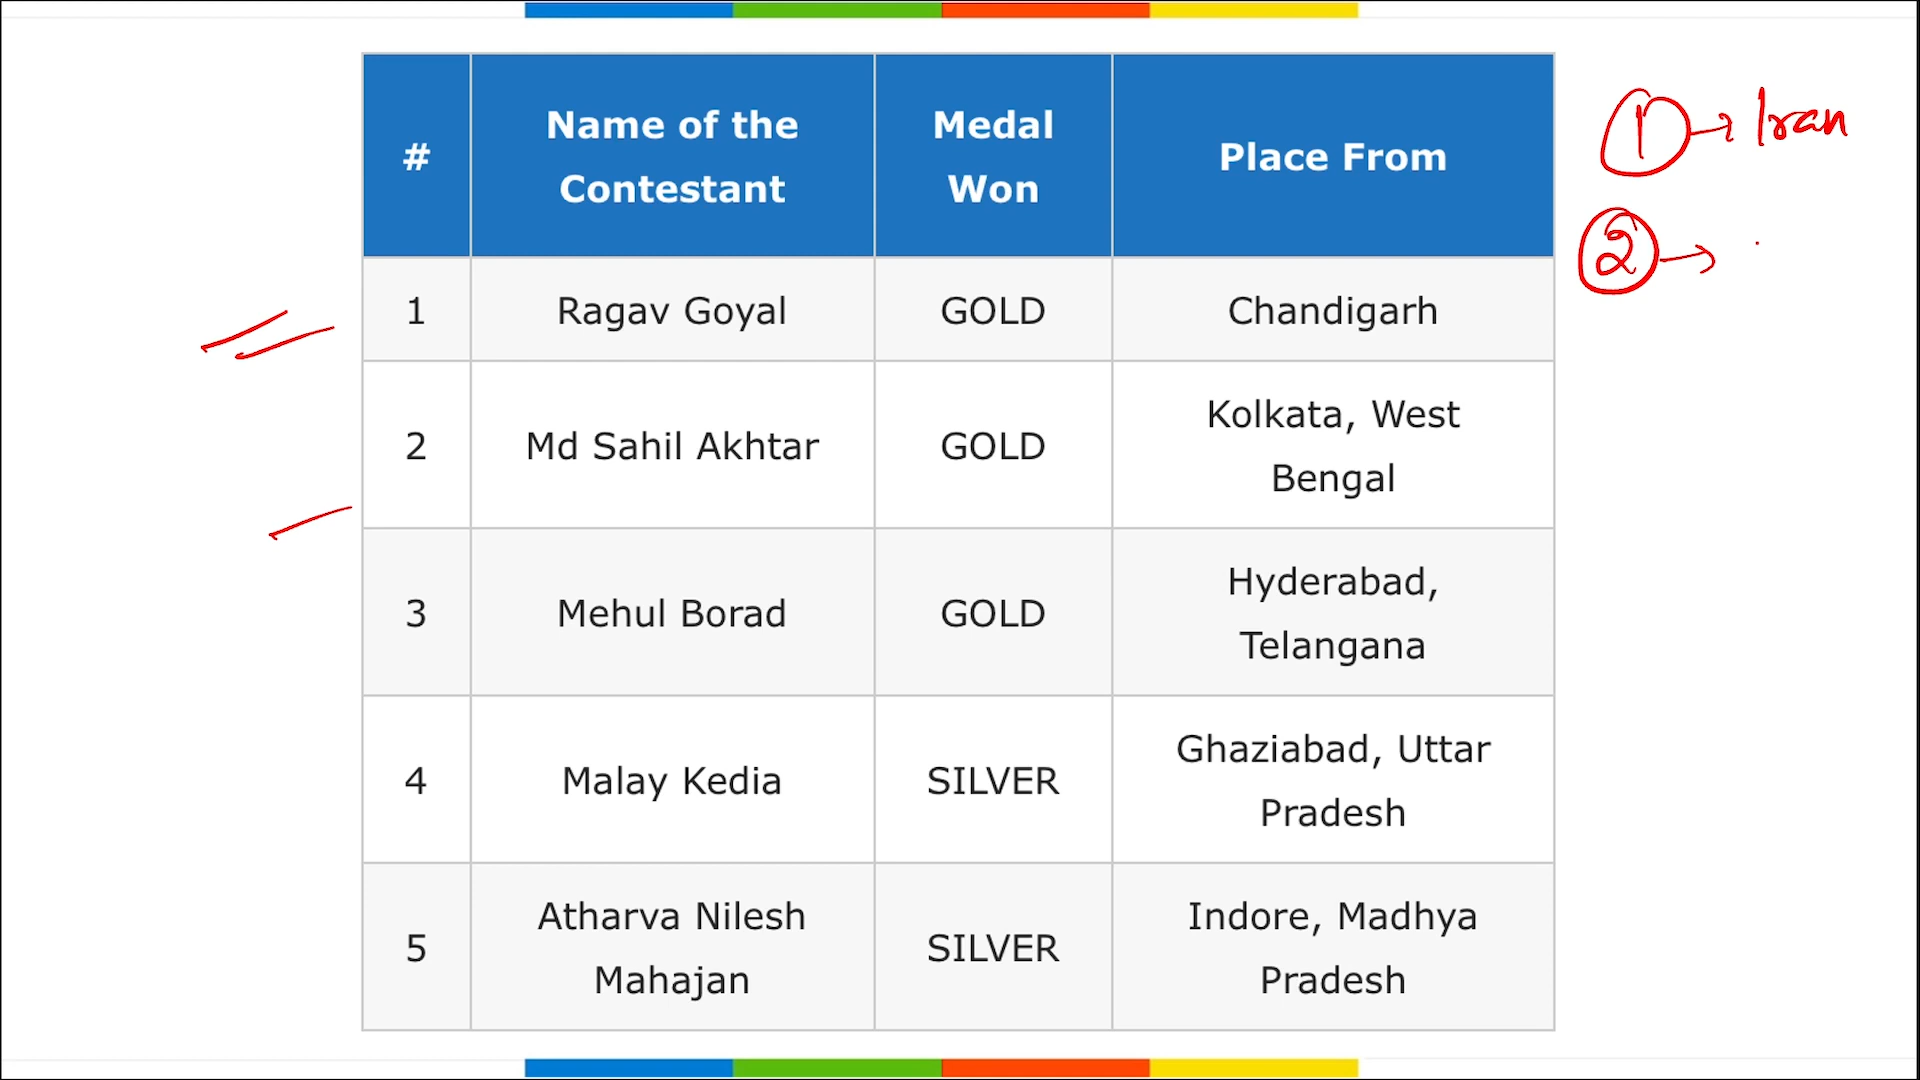 #
Name of the
Contestant
Medal
Won
Place From
1
Ragav Goyal
GOLD
Chandigarh
2
Md Sahil Akhtar
GOLD
Kolkata, West
Bengal
3
Mehul Borad
GOLD
Hyderabad,
Telangana
4
Malay Kedia
SILVER
Ghaziabad, Uttar
Pradesh
5
Atharva Nilesh
Mahajan
SILVER
Indore, Madhya
Pradesh
1 → Iran
2 →